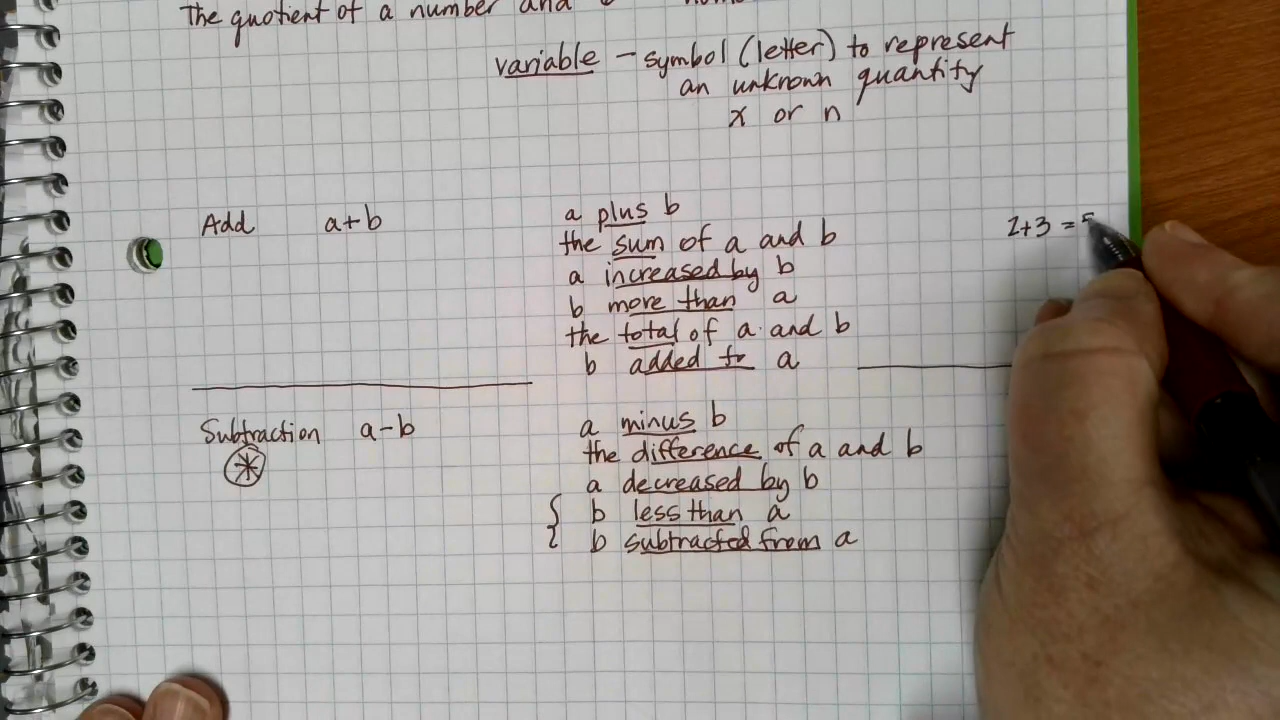 The quotient of a number and
variable - symbol (letter) to represent
an unknown quantity
x or n
Add a+b
a plus b
the sum of a and b
a increased by b
b more than a
the total of a and b
b added to a
2+3 = 5
Subtraction a-b
a minus b
the difference of a and b
a decreased by b
{ b less than a
b subtracted from a